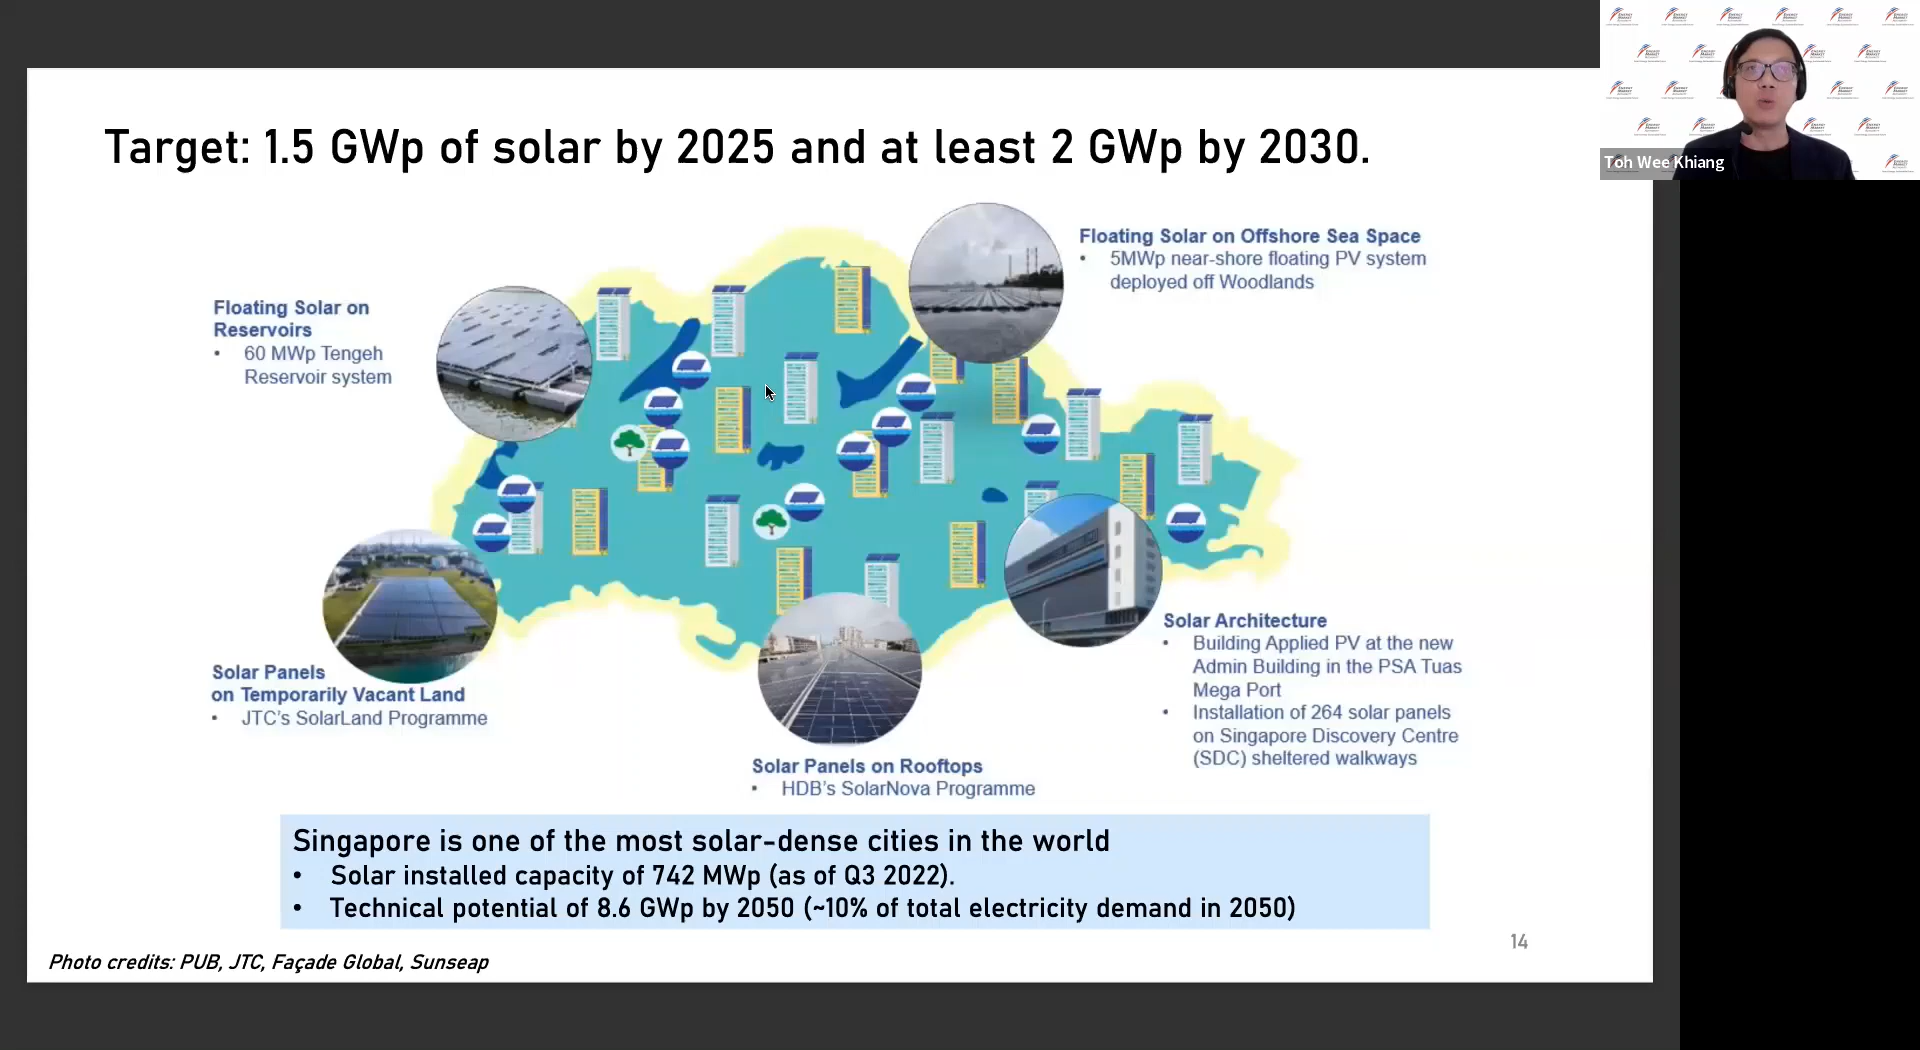 Target: 1.5 GWp of solar by 2025 and at least 2 GWp by 2030.
Toh Wee Khiang
Floating Solar on Offshore Sea Space
• 5MWp near-shore floating PV system
deployed off Woodlands
Floating Solar on
Reservoirs
• 60 MWp Tengeh
Reservoir system
Solar Architecture
• Building Applied PV at the new
Admin Building in the PSA Tuas
Mega Port
• Installation of 264 solar panels
on Singapore Discovery Centre
(SDC) sheltered walkways
Solar Panels
on Temporarily Vacant Land
• JTC's SolarLand Programme
Solar Panels on Rooftops
• HDB's SolarNova Programme
Singapore is one of the most solar-dense cities in the world
• Solar installed capacity of 742 MWp (as of Q3 2022).
• Technical potential of 8.6 GWp by 2050 (~10% of total electricity demand in 2050)
14
Photo credits: PUB, JTC, Façade Global, Sunseap